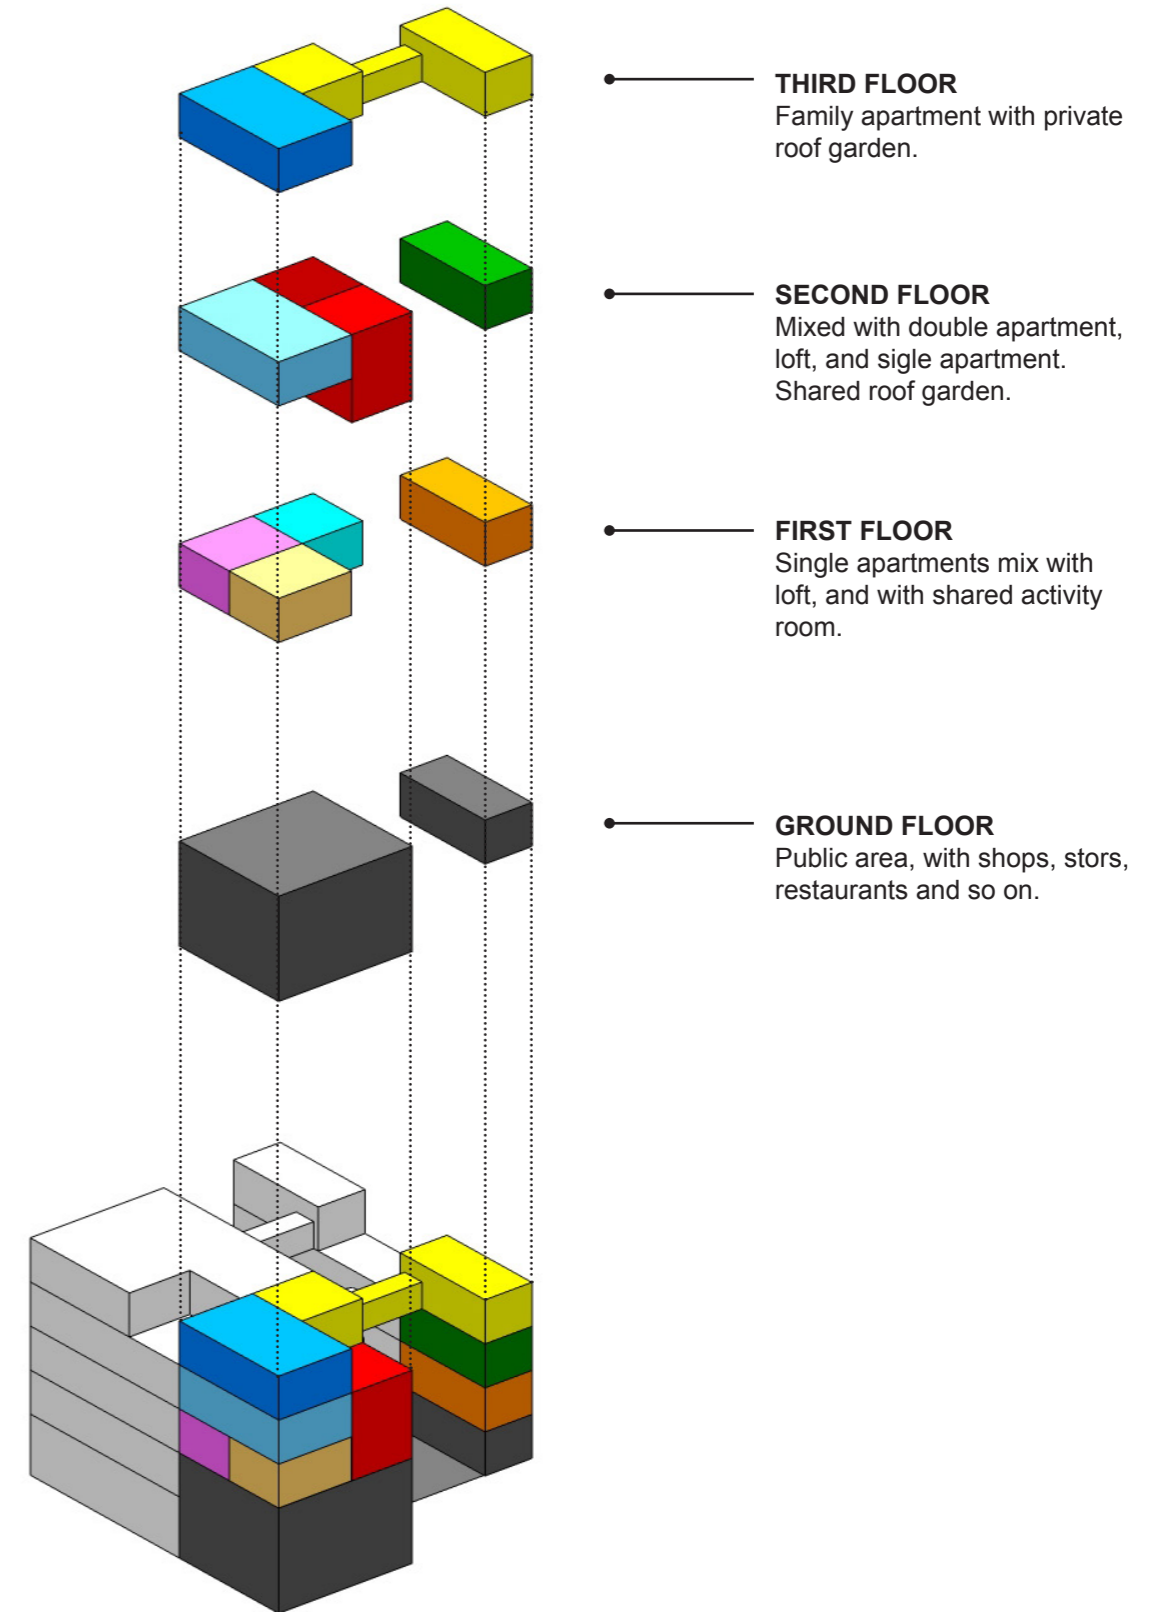 THIRD FLOOR
Family apartment with private
roof garden.
SECOND FLOOR
Mixed with double apartment,
loft, and sigle apartment.
Shared roof garden.
FIRST FLOOR
Single apartments mix with
loft, and with shared activity
room.
GROUND FLOOR
Public area, with shops, stors,
restaurants and so on.